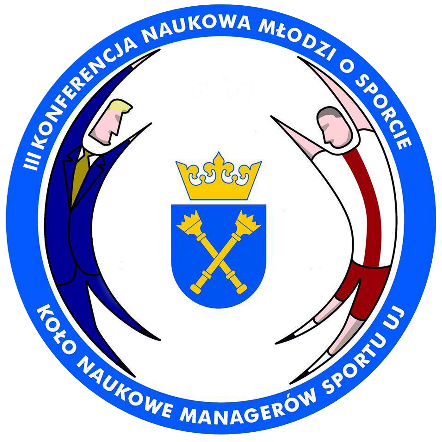 III KONFERENCJA NAUKOWA MŁODZI O SPORCIE
KOŁO NAUKOWE MANAGERÓW SPORTU UJ